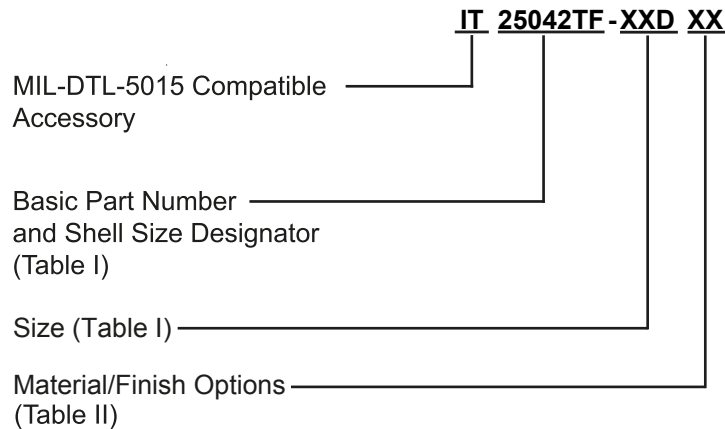 IT 25042TF-XXD XX
MIL-DTL-5015 Compatible
Accessory
Basic Part Number
and Shell Size Designator
(Table I)
Size (Table I)
Material/Finish Options
(Table II)